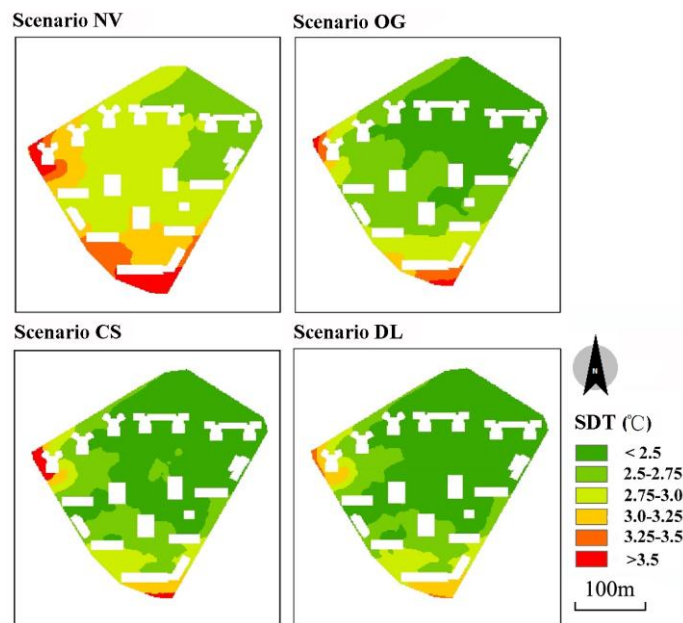 Scenario NV
Scenario OG
Scenario CS
Scenario DL
N
SDT (℃)
< 2.5
2.5-2.75
2.75-3.0
3.0-3.25
3.25-3.5
>3.5
100m